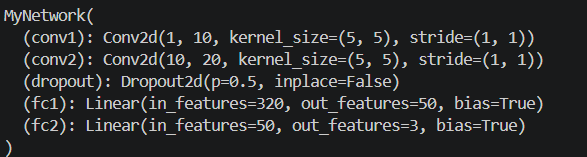 MyNetwork(
  (conv1): Conv2d(1, 10, kernel_size=(5, 5), stride=(1, 1))
  (conv2): Conv2d(10, 20, kernel_size=(5, 5), stride=(1, 1))
  (dropout): Dropout2d(p=0.5, inplace=False)
  (fc1): Linear(in_features=320, out_features=50, bias=True)
  (fc2): Linear(in_features=50, out_features=3, bias=True)
)